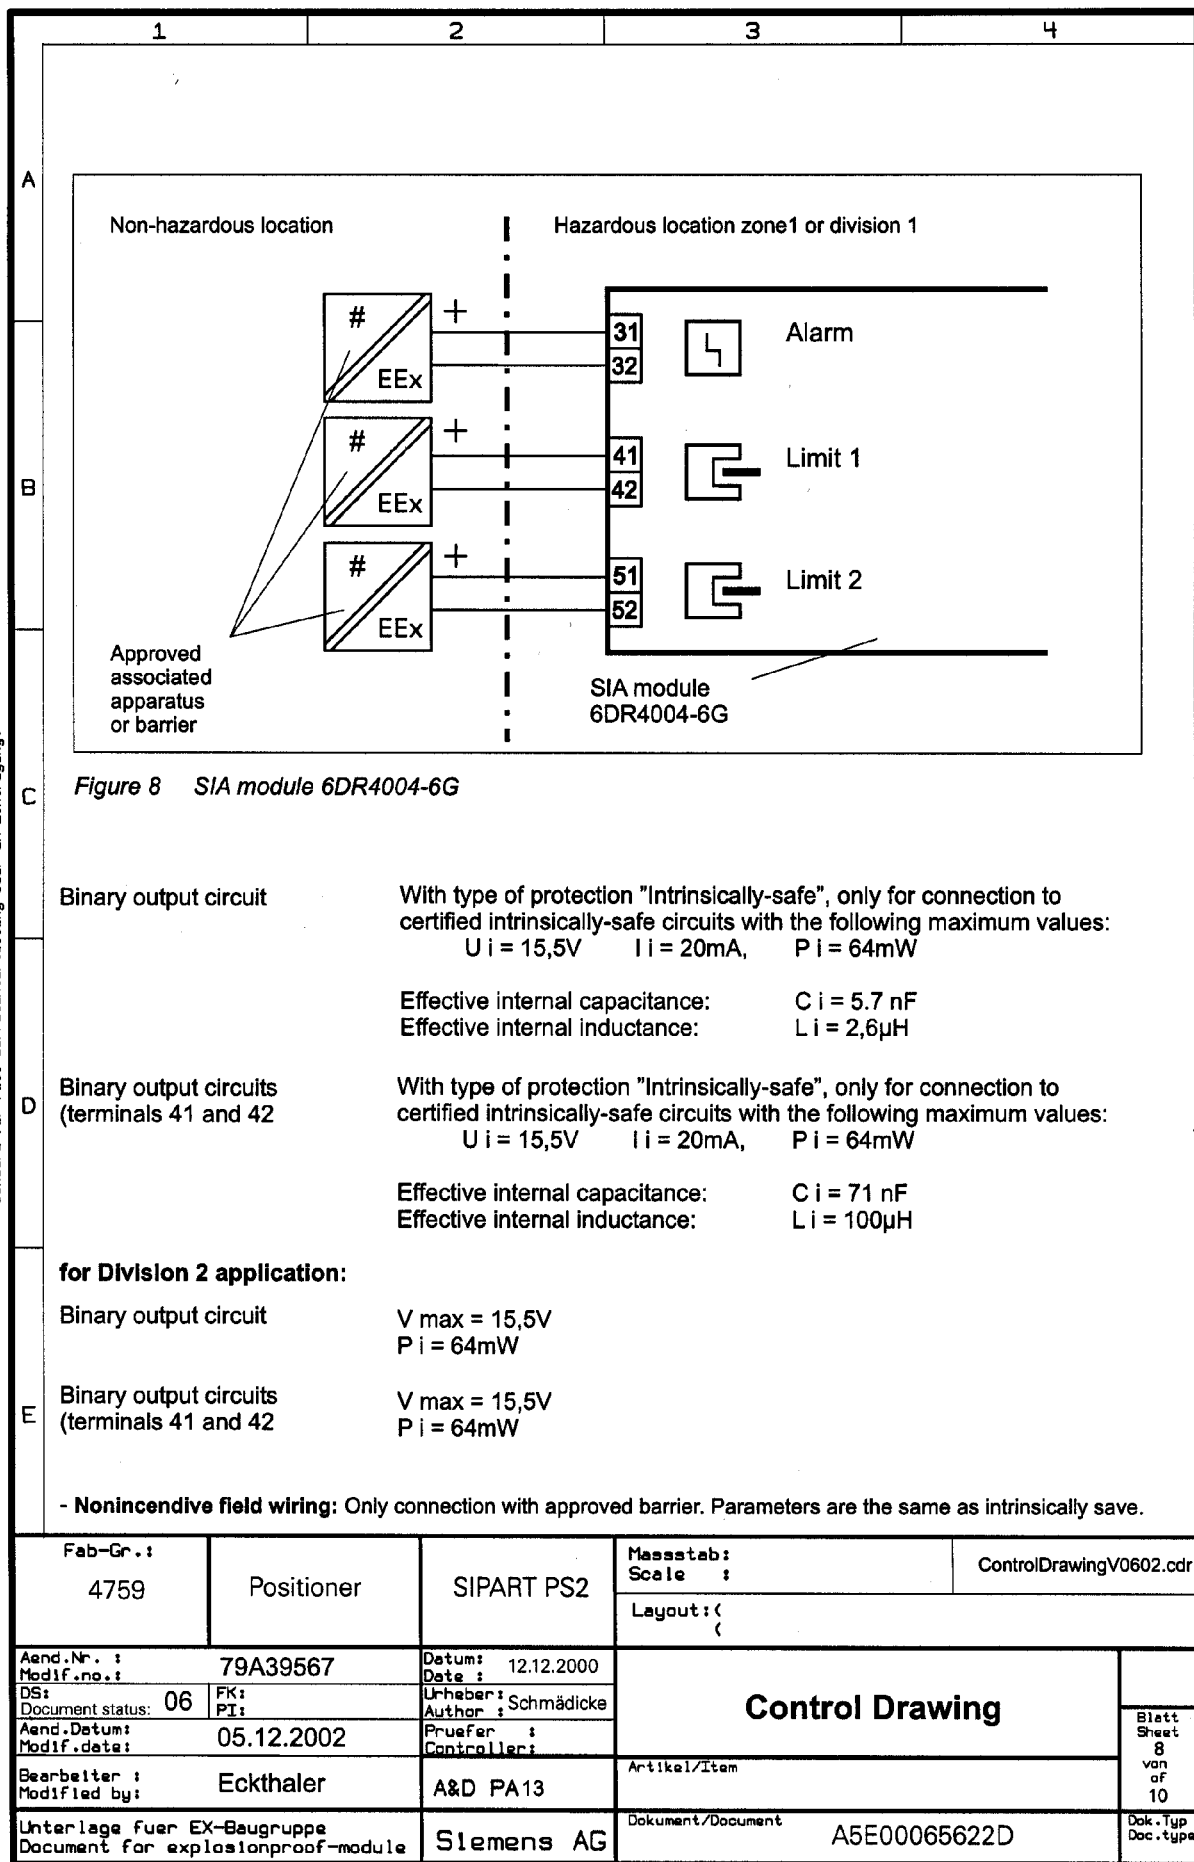 1 2 3 4
A
Non-hazardous location
Hazardous location zone1 or division 1
# EEx +
31
32
Alarm
B
# EEx +
41
42
Limit 1
# EEx +
51
52
Limit 2
Approved
associated
apparatus
or barrier
SIA module
6DR4004-6G
C
Figure 8 SIA module 6DR4004-6G
Binary output circuit
With type of protection "Intrinsically-safe", only for connection to
certified intrinsically-safe circuits with the following maximum values:
U i = 15,5V I i = 20mA, P i = 64mW
Effective internal capacitance: C i = 5.7 nF
Effective internal inductance: L i = 2,6µH
D
Binary output circuits
(terminals 41 and 42
With type of protection "Intrinsically-safe", only for connection to
certified intrinsically-safe circuits with the following maximum values:
U i = 15,5V I i = 20mA, P i = 64mW
Effective internal capacitance: C i = 71 nF
Effective internal inductance: L i = 100µH
for Division 2 application:
Binary output circuit
V max = 15,5V
P i = 64mW
E
Binary output circuits
(terminals 41 and 42
V max = 15,5V
P i = 64mW
- Nonincendive field wiring: Only connection with approved barrier. Parameters are the same as intrinsically save.
Fab-Gr.:
4759
Positioner
SIPART PS2
Massstab:
Scale :
ControlDrawingV0602.cdr
Layout:(
(
Aend.Nr. :
Modif.no.:
79A39567
Datum:
Date :
12.12.2000
DS:
Document status: 06
FK:
PI:
Urheber:
Author : Schmädicke
Control Drawing
Aend.Datum:
Modif.date:
05.12.2002
Pruefer :
Controller:
Blatt
Sheet
8
von
of
10
Bearbeiter :
Modified by:
Eckthaler
A&D PA13
Artikel/Item
Unterlage fuer EX-Baugruppe
Document for explosionproof-module
Siemens AG
Dokument/Document
A5E00065622D
Dok.Typ
Doc.type